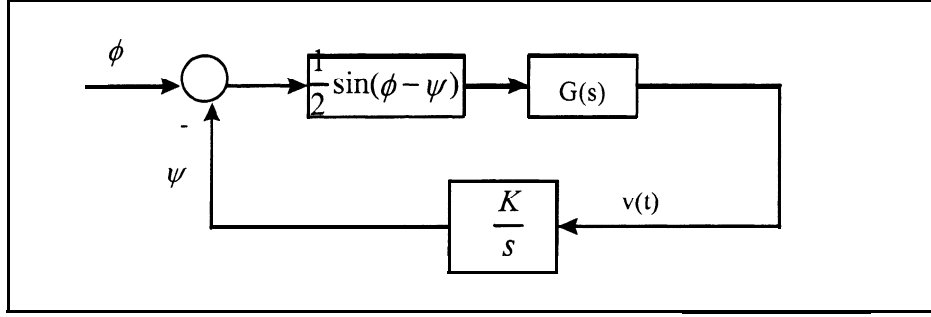 ϕ
1/2 sin(ϕ − ψ)
G(s)
-
ψ
K/s
v(t)